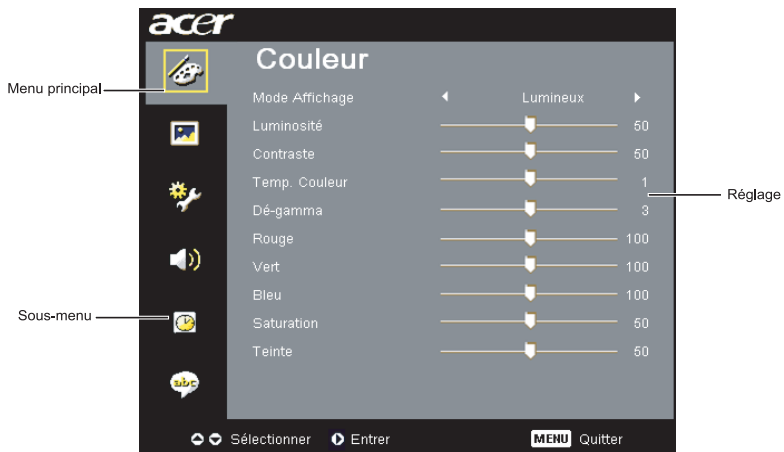 acer
Couleur
Menu principal
Mode Affichage Lumineux
Luminosité 50
Contraste 50
Temp. Couleur 1
Réglage
Dé-gamma 3
Rouge 100
Vert 100
Bleu 100
Sous-menu
Saturation 50
Teinte 50
abc
Sélectionner Entrer MENU Quitter